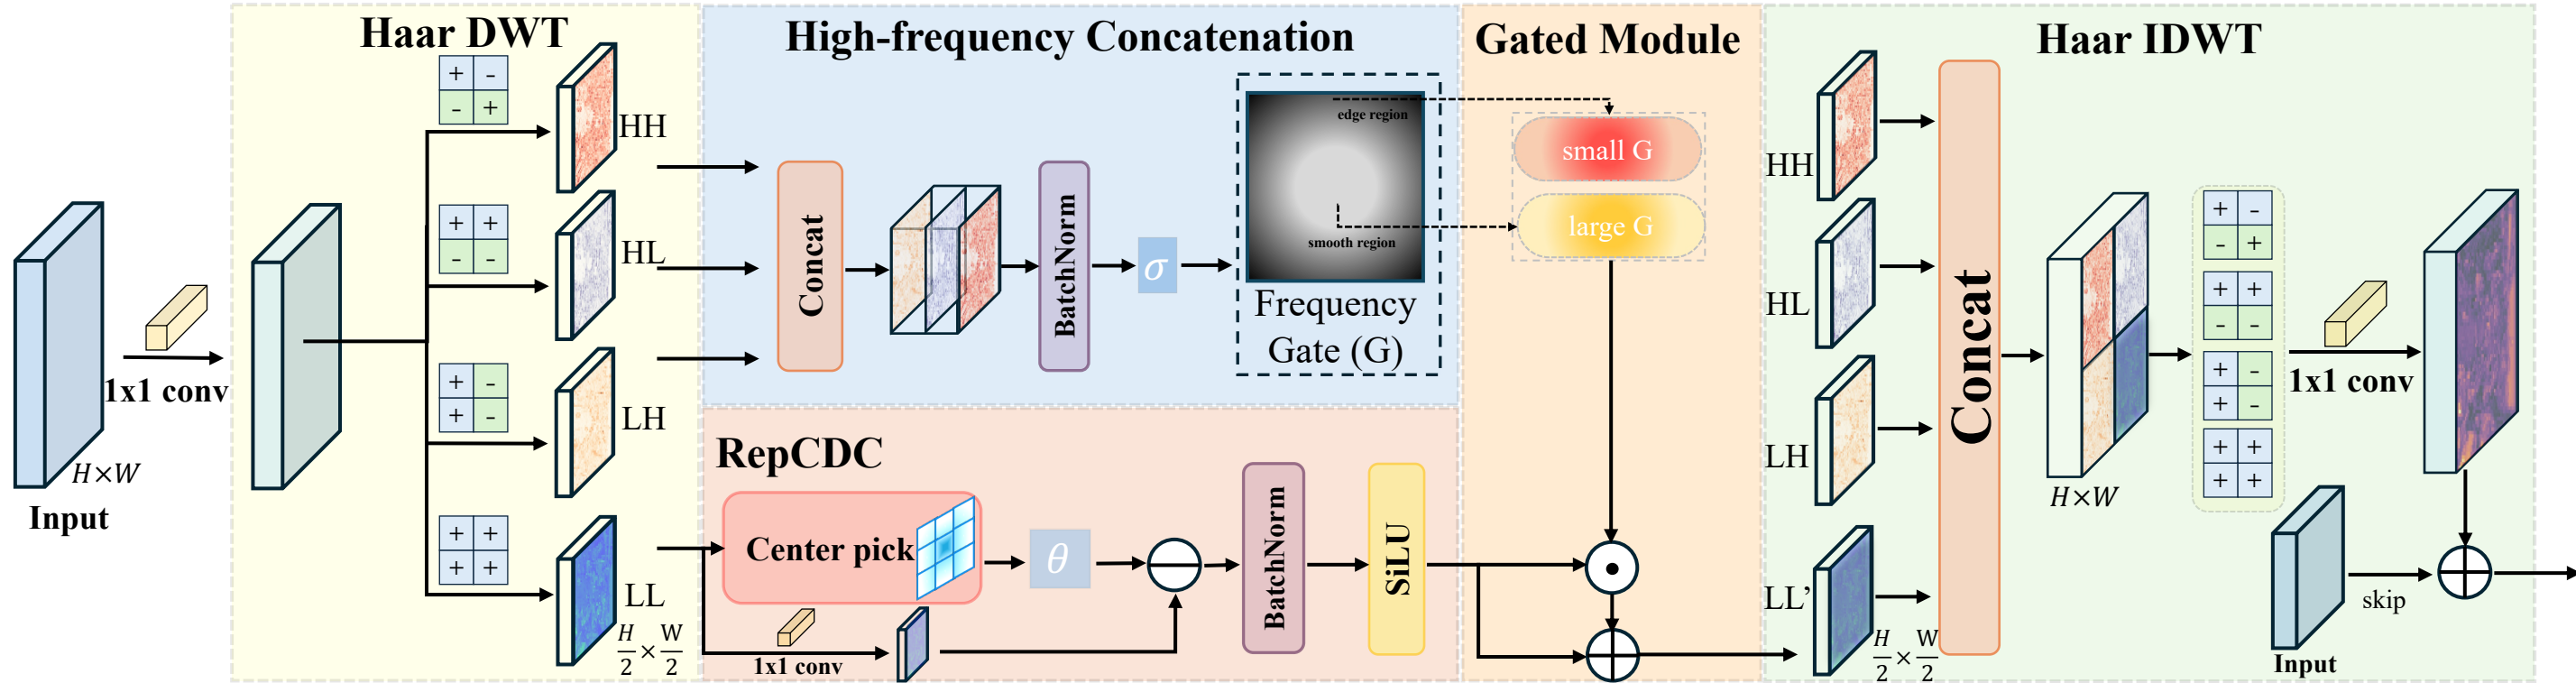 Haar DWT
High-frequency Concatenation
Gated Module
Haar IDWT
+ -
- +
HH
+ +
- -
HL
+ -
+ -
LH
+ +
+ +
LL
H/2 × W/2
1x1 conv
H×W
Input
Concat
BatchNorm
σ
edge region
smooth region
Frequency
Gate (G)
small G
large G
RepCDC
Center pick
θ
1x1 conv
BatchNorm
SiLU
HH
HL
LH
LL’
H/2 × W/2
Concat
H×W
+ -
- +
+ +
- -
+ -
+ -
+ +
+ +
1x1 conv
skip
Input